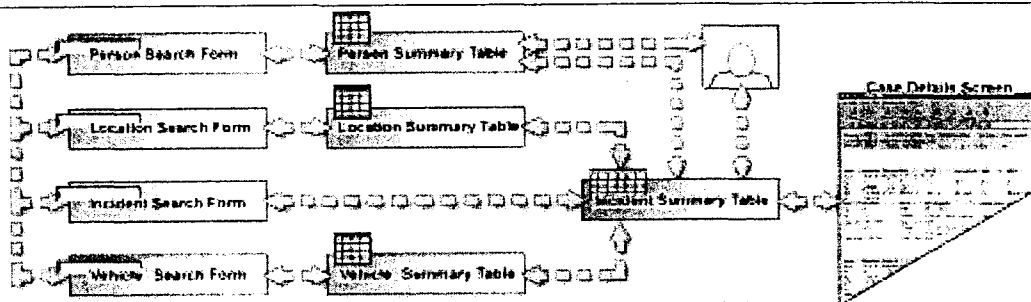 Person Search Form
Person Summary Table
Case Details Screen
Location Search Form
Location Summary Table
Incident Search Form
Incident Summary Table
Vehicle Search Form
Vehicle Summary Table